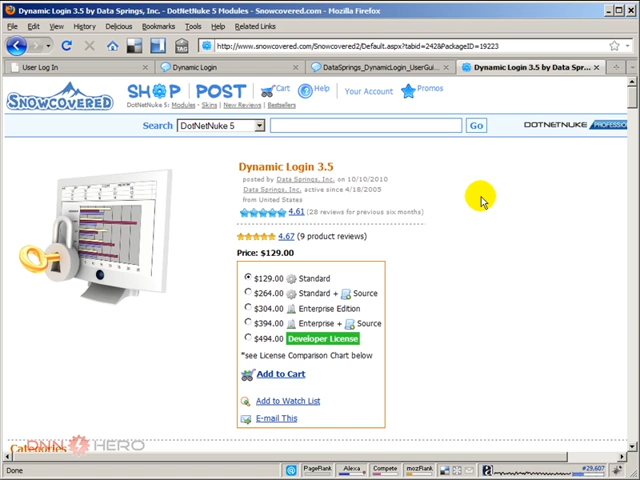 Dynamic Login 3.5 by Data Springs, Inc. - DotNetNuke 5 Modules - Snowcovered.com - Mozilla Firefox
File Edit View History Delicious Bookmarks Tools Help
http://www.snowcovered.com/Snowcovered2/Default.aspx?tabid=242&PackageID=19223
User Log In
Dynamic Login
DataSprings_DynamicLogin_UserGui...
Dynamic Login 3.5 by Data Spr...
SNOWCOVERED
SHOP POST Cart Help Your Account Promos
DotNetNuke 5: Modules - Skins | New Reviews | Bestsellers
Search DotNetNuke 5 Go DOTNETNUKE PROFESSIO
Dynamic Login 3.5
posted by Data Springs, Inc. on 10/10/2010
Data Springs, Inc. active since 4/18/2005
from United States
4.61 (28 reviews for previous six months)
4.67 (9 product reviews)
Price: $129.00
$129.00 Standard
$264.00 Standard + Source
$304.00 Enterprise Edition
$394.00 Enterprise + Source
$494.00 Developer License
*see License Comparison Chart below
Add to Cart
Add to Watch List
E-mail This
Categories
DNN HERO
Done PageRank Alexa Compete mozRank #29,607